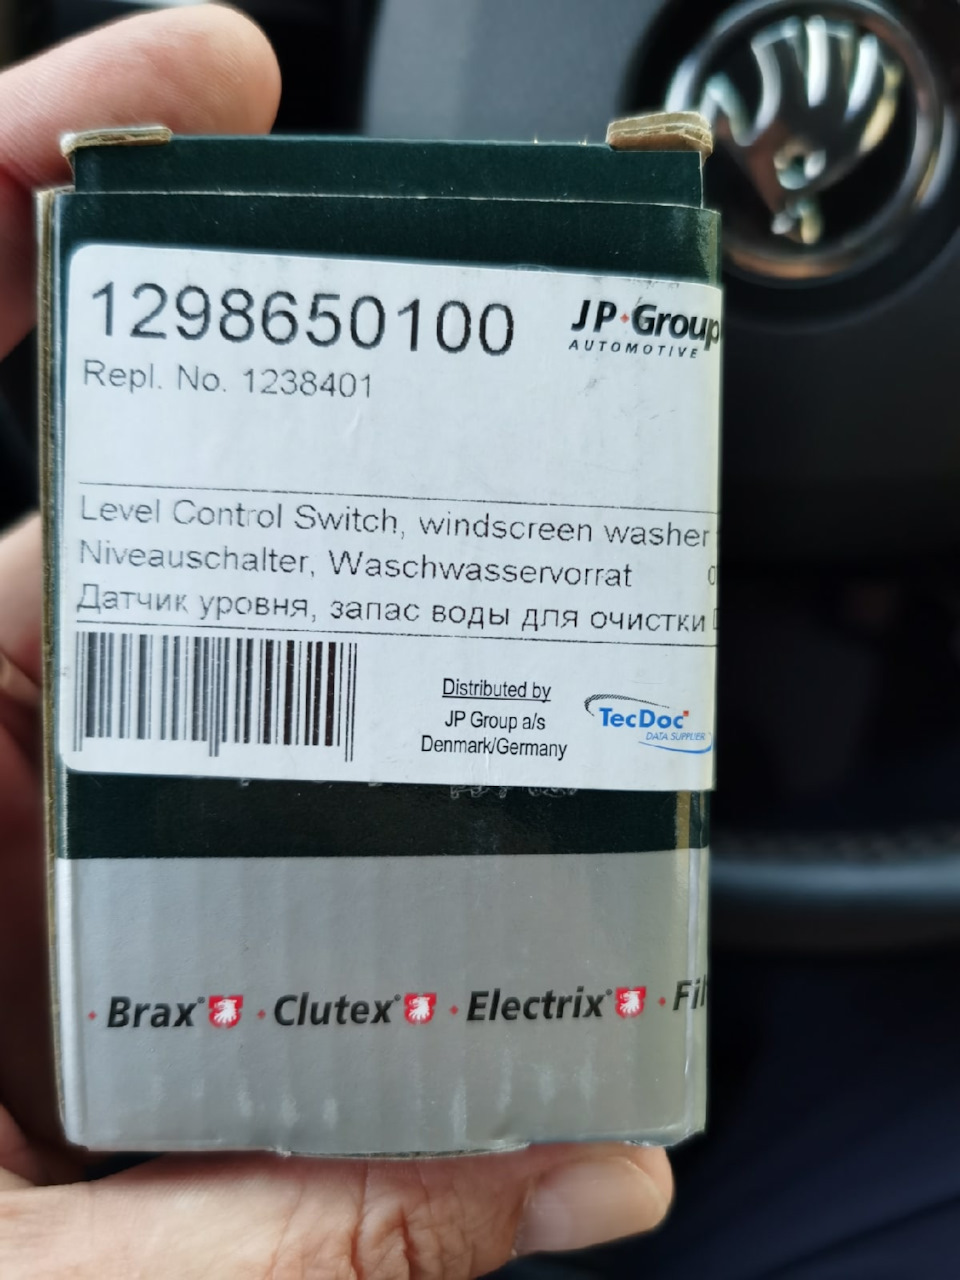 1298650100
JP Group
AUTOMOTIVE
Repl. No. 1238401
Level Control Switch, windscreen washer
Niveauschalter, Waschwasservorrat
Датчик уровня, запас воды для очистки
Distributed by
JP Group a/s
Denmark/Germany
TecDoc
DATA SUPPLIER
Brax® Clutex® Electrix®